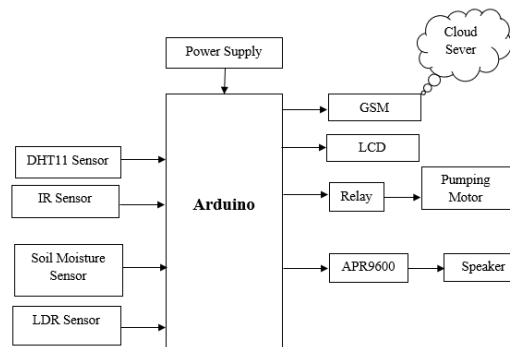 Cloud
Sever
Power Supply
GSM
LCD
DHT11 Sensor
IR Sensor
Arduino
Relay
Pumping
Motor
Soil Moisture
Sensor
APR9600
Speaker
LDR Sensor